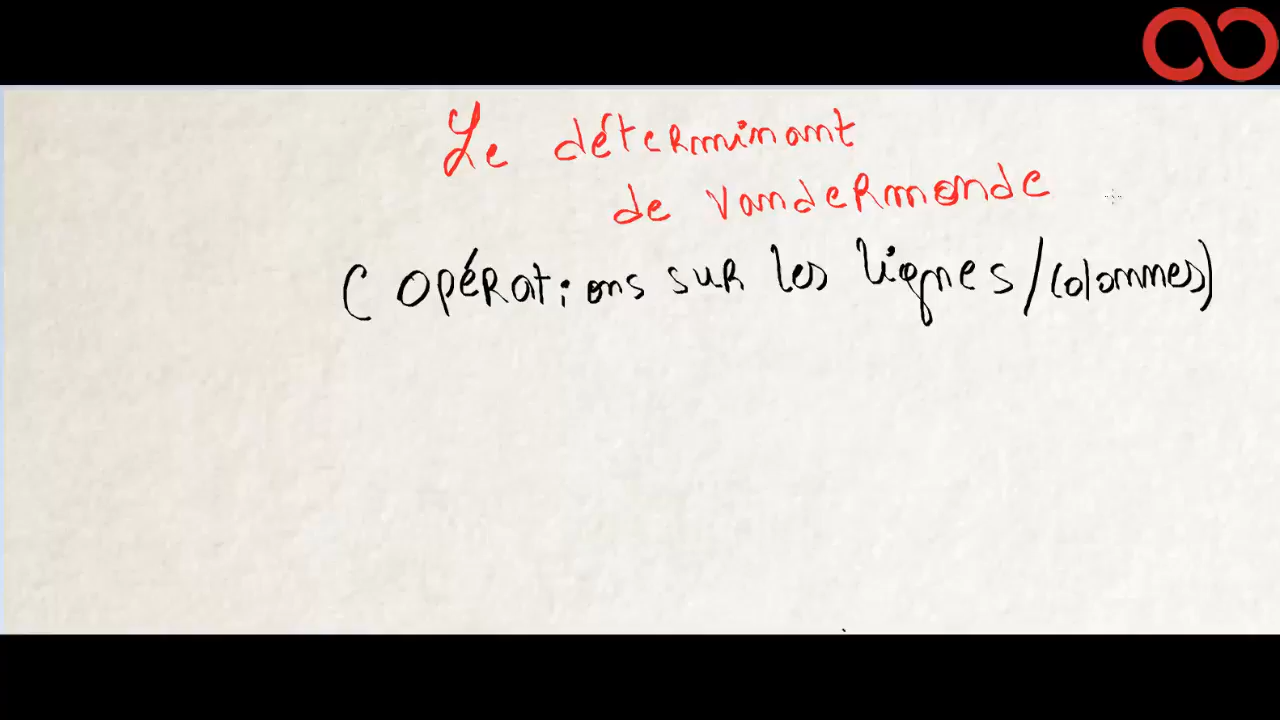 Le déterminant
de vandermonde
(opérations sur les lignes/colonnes)